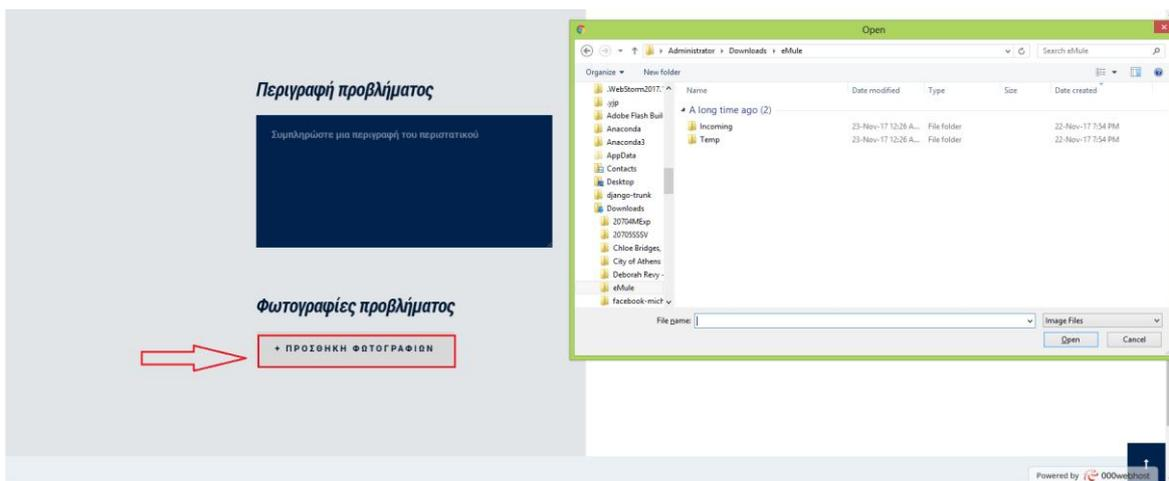 Περιγραφή προβλήματος
Συμπληρώστε μια περιγραφή του περιστατικού
Φωτογραφίες προβλήματος
+ ΠΡΟΣΘΗΚΗ ΦΩΤΟΓΡΑΦΙΩΝ
Open
Administrator › Downloads › eMule
Search eMule
Organize New folder
Name Date modified Type Size Date created
A long time ago (2)
Incoming 23-Nov-17 12:26 A... File folder 22-Nov-17 7:54 PM
Temp 23-Nov-17 12:26 A... File folder 22-Nov-17 7:54 PM
.WebStorm2017.
.yjp
Adobe Flash Buil
Anaconda
Anaconda3
AppData
Contacts
Desktop
django-trunk
Downloads
20704MExp
20705SSSV
Chloe Bridges,
City of Athens
Deborah Revy -
eMule
facebook-mich
File name: Image Files
Open Cancel
Powered by 000webhost